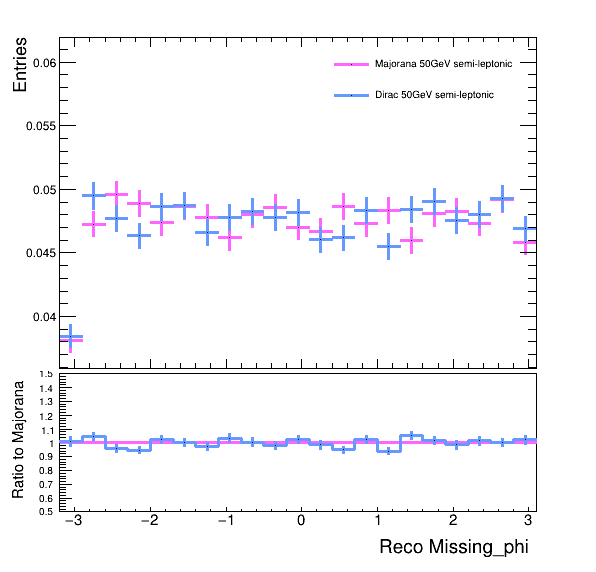 Entries
0.06
0.055
0.05
0.045
0.04
Majorana 50GeV semi-leptonic
Dirac 50GeV semi-leptonic
Ratio to Majorana
1.5
1.4
1.3
1.2
1.1
1
0.9
0.8
0.7
0.6
0.5
−3 −2 −1 0 1 2 3
Reco Missing_phi